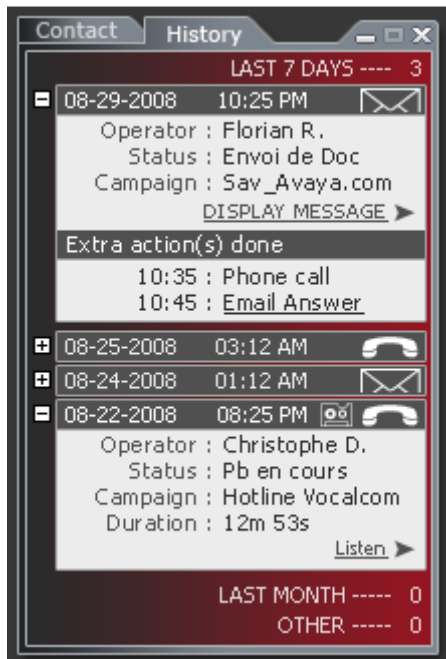 Contact History
LAST 7 DAYS ---- 3
08-29-2008 10:25 PM
Operator : Florian R.
Status : Envoi de Doc
Campaign : Sav_Avaya.com
DISPLAY MESSAGE
Extra action(s) done
10:35 : Phone call
10:45 : Email Answer
08-25-2008 03:12 AM
08-24-2008 01:12 AM
08-22-2008 08:25 PM
Operator : Christophe D.
Status : Pb en cours
Campaign : Hotline Vocalcom
Duration : 12m 53s
Listen
LAST MONTH ----- 0
OTHER ----- 0